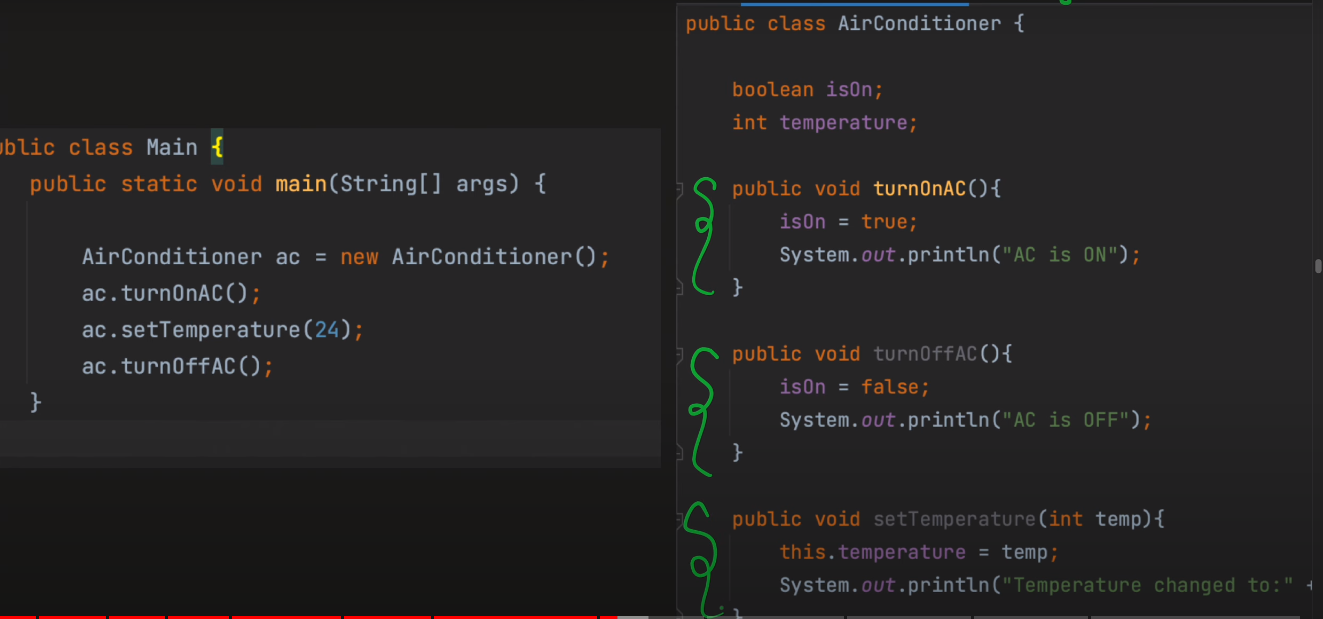 public class Main {
public static void main(String[] args) {
AirConditioner ac = new AirConditioner();
ac.turnOnAC();
ac.setTemperature(24);
ac.turnOffAC();
}
public class AirConditioner {
boolean isOn;
int temperature;
public void turnOnAC(){
isOn = true;
System.out.println("AC is ON");
}
public void turnOffAC(){
isOn = false;
System.out.println("AC is OFF");
}
public void setTemperature(int temp){
this.temperature = temp;
System.out.println("Temperature changed to:" +
}